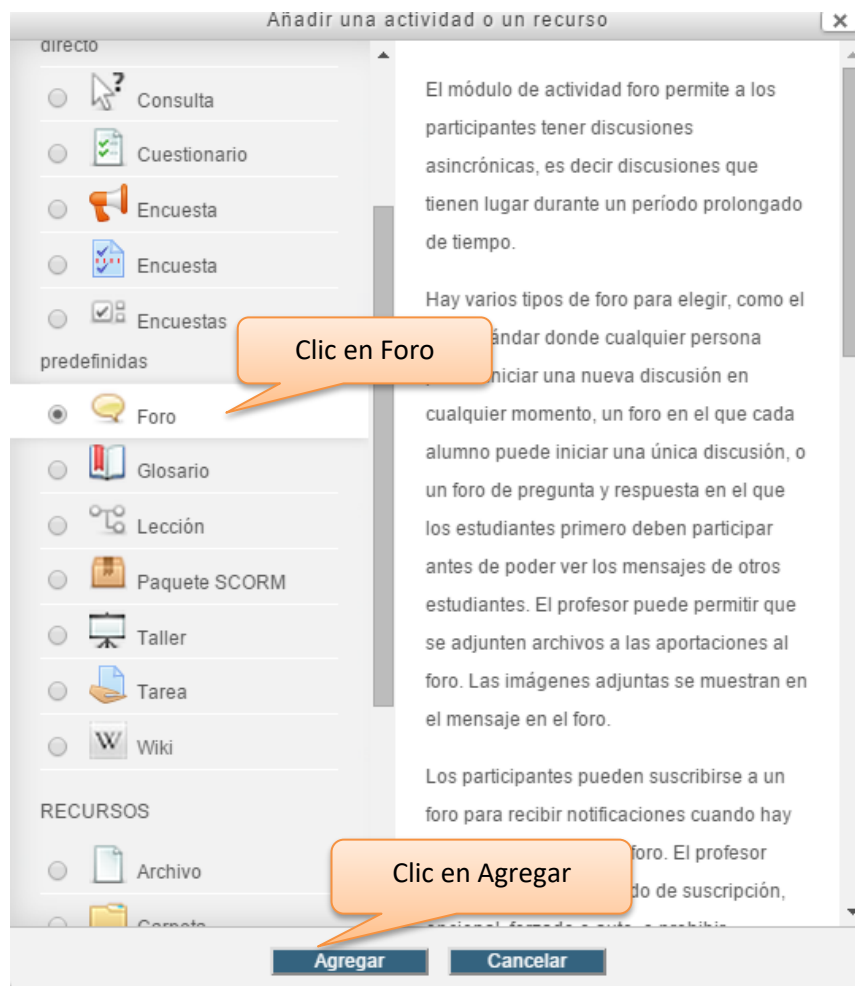 Añadir una actividad o un recurso
directo
Consulta
Cuestionario
Encuesta
Encuesta
Encuestas
predefinidas
Foro
Glosario
Lección
Paquete SCORM
Taller
Tarea
Wiki
RECURSOS
Archivo
Carpeta
Clic en Foro
El módulo de actividad foro permite a los
participantes tener discusiones
asincrónicas, es decir discusiones que
tienen lugar durante un período prolongado
de tiempo.
Hay varios tipos de foro para elegir, como el
ándar donde cualquier persona
niciar una nueva discusión en
cualquier momento, un foro en el que cada
alumno puede iniciar una única discusión, o
un foro de pregunta y respuesta en el que
los estudiantes primero deben participar
antes de poder ver los mensajes de otros
estudiantes. El profesor puede permitir que
se adjunten archivos a las aportaciones al
foro. Las imágenes adjuntas se muestran en
el mensaje en el foro.
Los participantes pueden suscribirse a un
foro para recibir notificaciones cuando hay
foro. El profesor
do de suscripción,
Clic en Agregar
Agregar
Cancelar